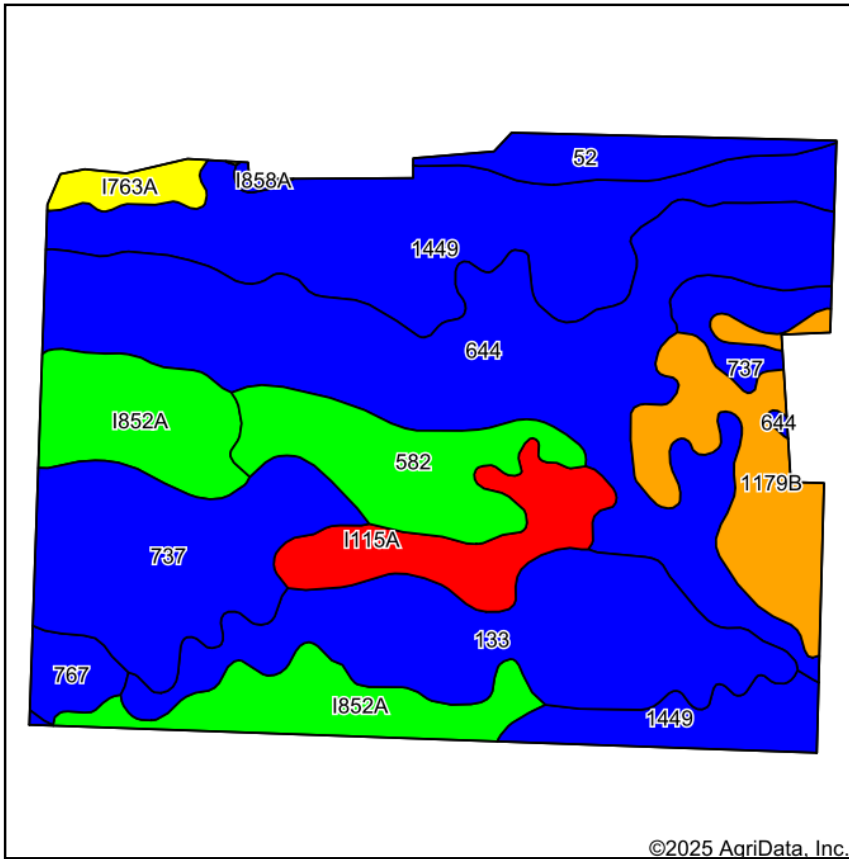 52
I763A
I858A
1449
644
737
I852A
644
582
1179B
I115A
737
133
767
I852A
1449
©2025 AgriData, Inc.